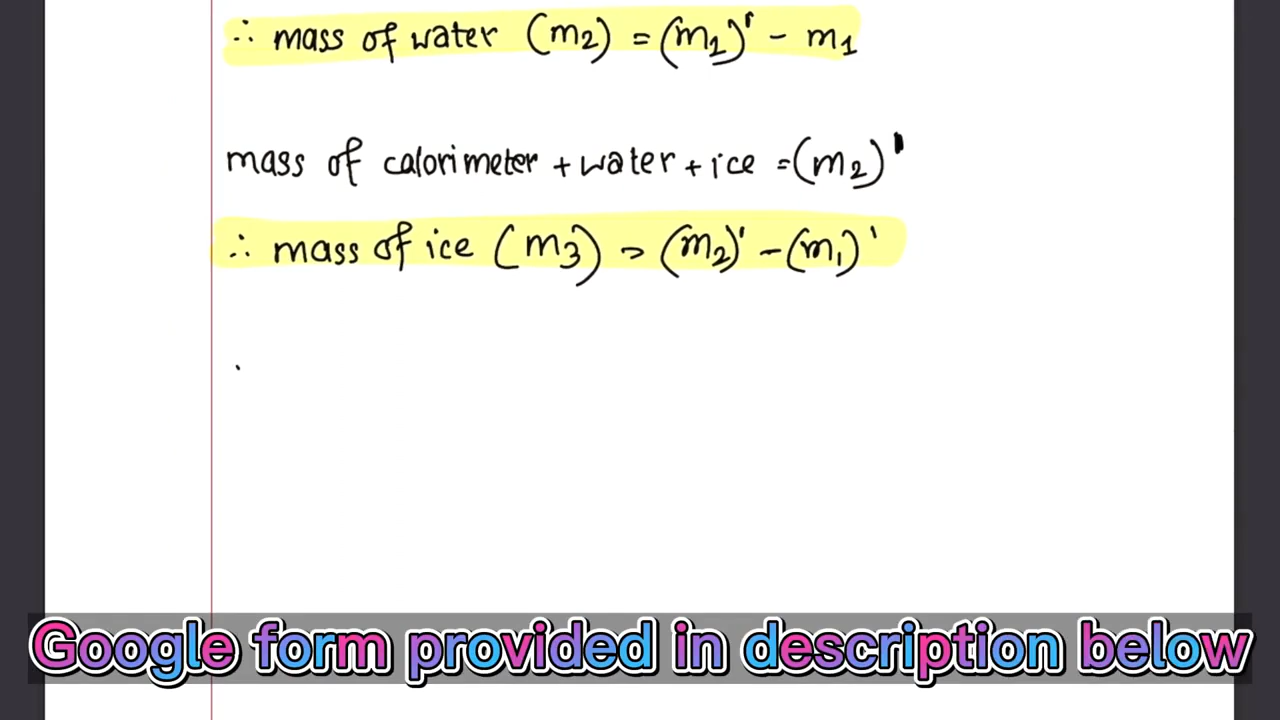 ∴ mass of water (m2) = (m1)' - m1
mass of calorimeter + water + ice = (m2)'
∴ mass of ice (m3) = (m2)' - (m1)'
Google form provided in description below